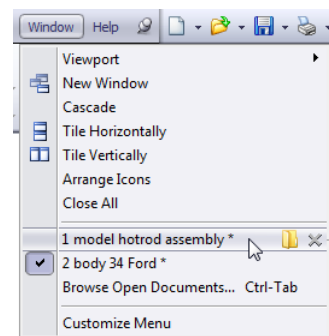 Window Help
Viewport
New Window
Cascade
Tile Horizontally
Tile Vertically
Arrange Icons
Close All
1 model hotrod assembly *
2 body 34 Ford *
Browse Open Documents... Ctrl-Tab
Customize Menu